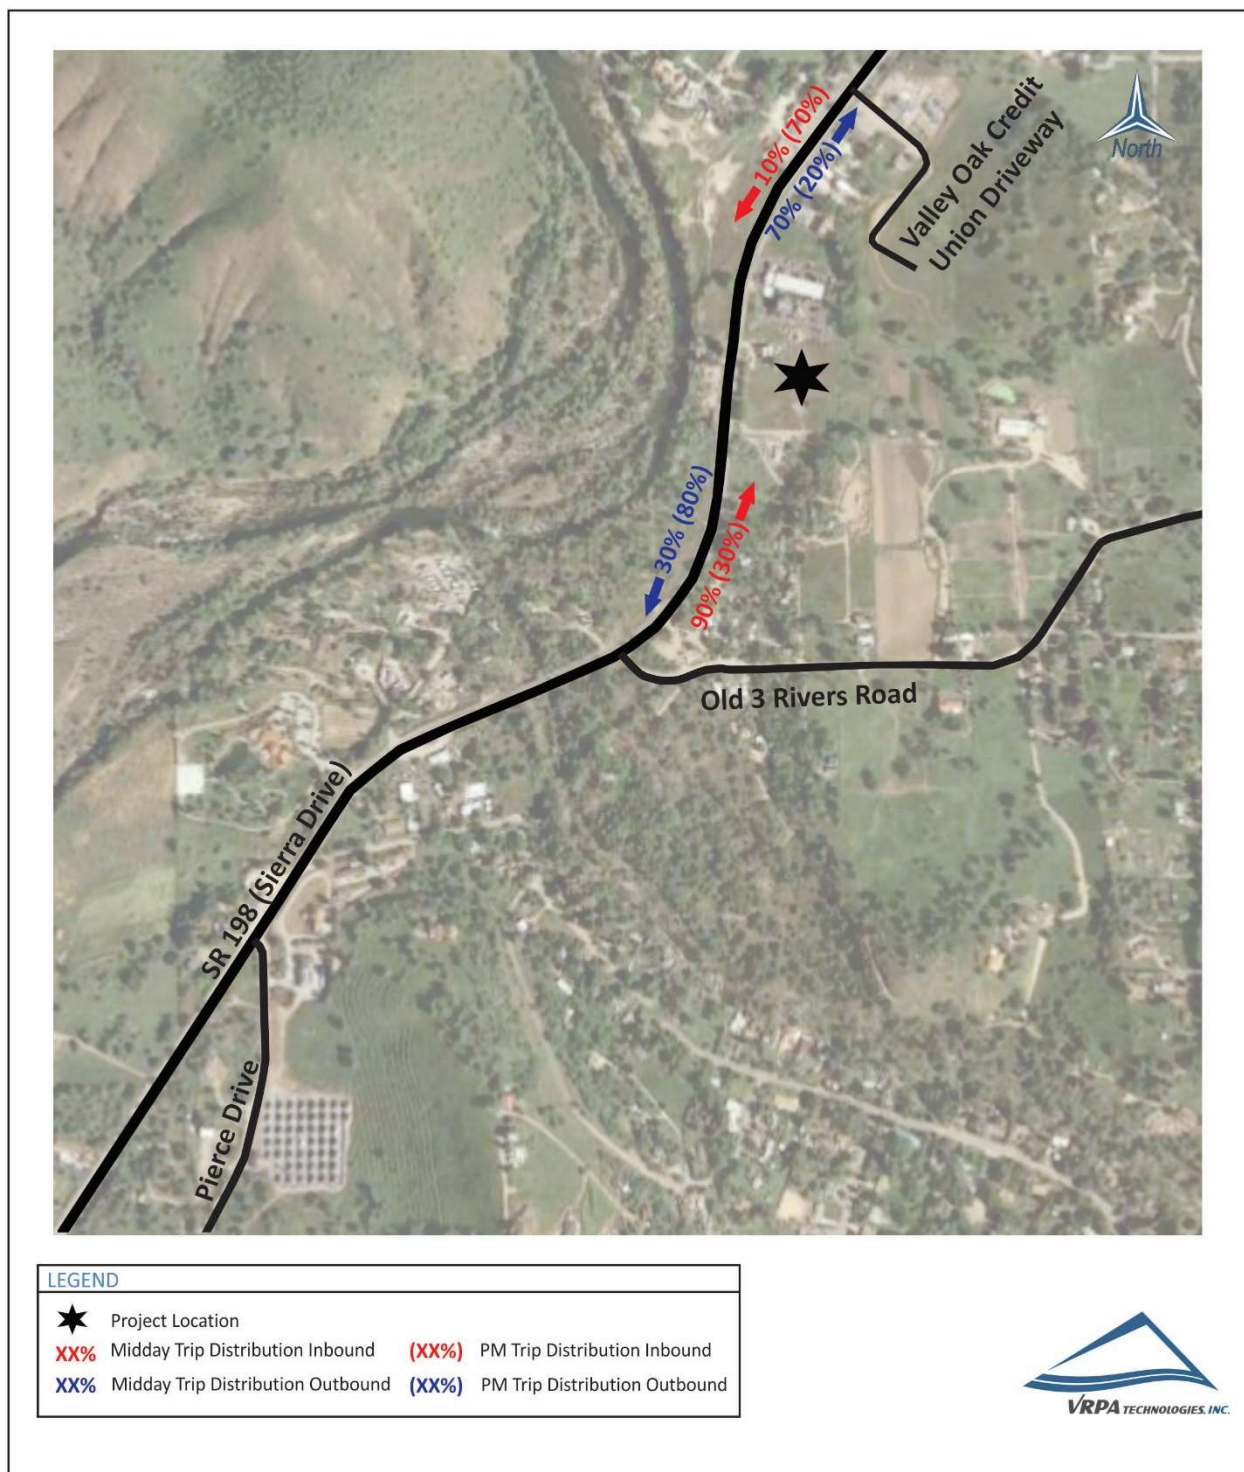 10% (70%)
70% (20%)
Valley Oak Credit
Union Driveway
North
30% (80%)
90% (30%)
Old 3 Rivers Road
SR 198 (Sierra Drive)
Pierce Drive
LEGEND
Project Location
XX% Midday Trip Distribution Inbound (XX%) PM Trip Distribution Inbound
XX% Midday Trip Distribution Outbound (XX%) PM Trip Distribution Outbound
VRPA TECHNOLOGIES, INC.